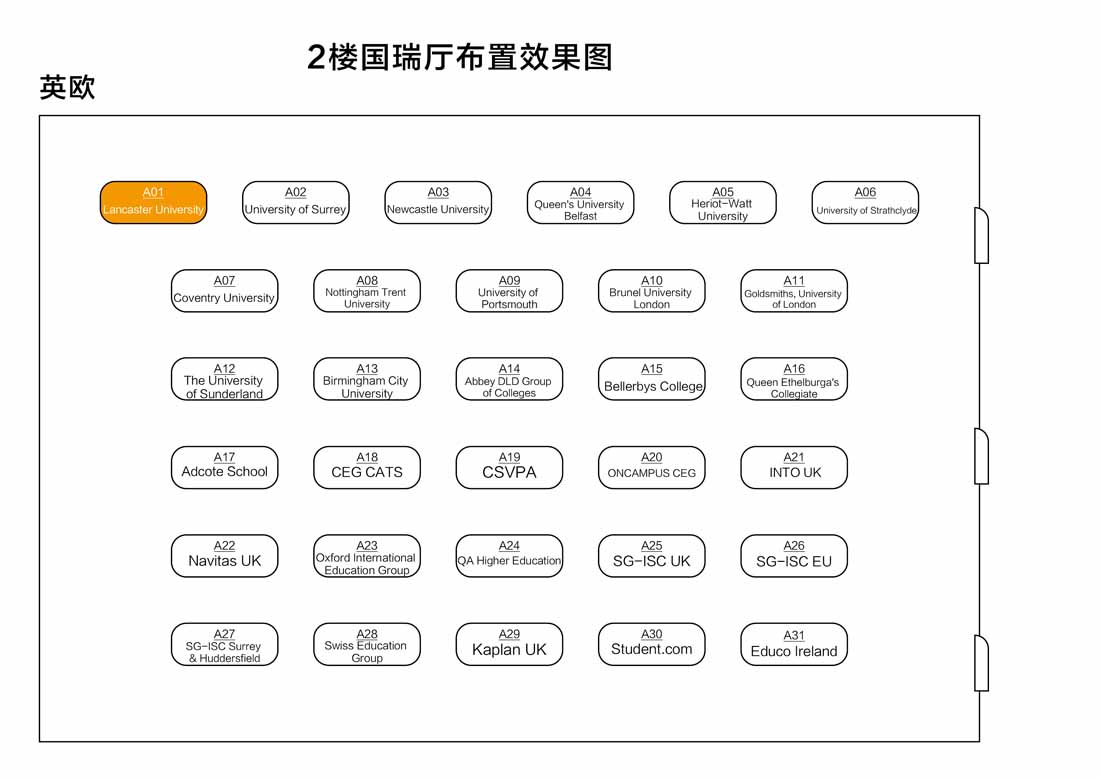 2楼国瑞厅布置效果图
英欧
A01
Lancaster University
A02
University of Surrey
A03
Newcastle University
A04
Queen's University
Belfast
A05
Heriot-Watt
University
A06
University of Strathclyde
A07
Coventry University
A08
Nottingham Trent
University
A09
University of
Portsmouth
A10
Brunel University
London
A11
Goldsmiths, University
of London
A12
The University
of Sunderland
A13
Birmingham City
University
A14
Abbey DLD Group
of Colleges
A15
Bellerbys College
A16
Queen Ethelburga's
Collegiate
A17
Adcote School
A18
CEG CATS
A19
CSVPA
A20
ONCAMPUS CEG
A21
INTO UK
A22
Navitas UK
A23
Oxford International
Education Group
A24
QA Higher Education
A25
SG-ISC UK
A26
SG-ISC EU
A27
SG-ISC Surrey
& Huddersfield
A28
Swiss Education
Group
A29
Kaplan UK
A30
Student.com
A31
Educo Ireland